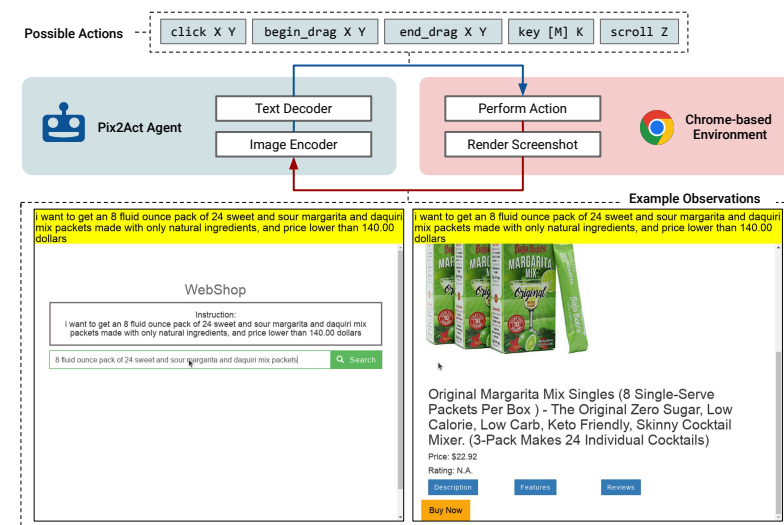 Possible Actions
click X Y
begin_drag X Y
end_drag X Y
key [M] K
scroll Z
Pix2Act Agent
Text Decoder
Image Encoder
Perform Action
Render Screenshot
Chrome-based
Environment
Example Observations
i want to get an 8 fluid ounce pack of 24 sweet and sour margarita and daquiri
mix packets made with only natural ingredients, and price lower than 140.00
dollars
WebShop
Instruction:
i want to get an 8 fluid ounce pack of 24 sweet and sour margarita and daquiri mix
packets made with only natural ingredients, and price lower than 140.00 dollars
8 fluid ounce pack of 24 sweet and sour margarita and daquiri mix packets
Search
i want to get an 8 fluid ounce pack of 24 sweet and sour margarita and daquiri
mix packets made with only natural ingredients, and price lower than 140.00
dollars
MARGARITA
MIX
Original
Original Margarita Mix Singles (8 Single-Serve
Packets Per Box ) - The Original Zero Sugar, Low
Calorie, Low Carb, Keto Friendly, Skinny Cocktail
Mixer. (3-Pack Makes 24 Individual Cocktails)
Price: $22.92
Rating: N.A.
Description
Features
Reviews
Buy Now